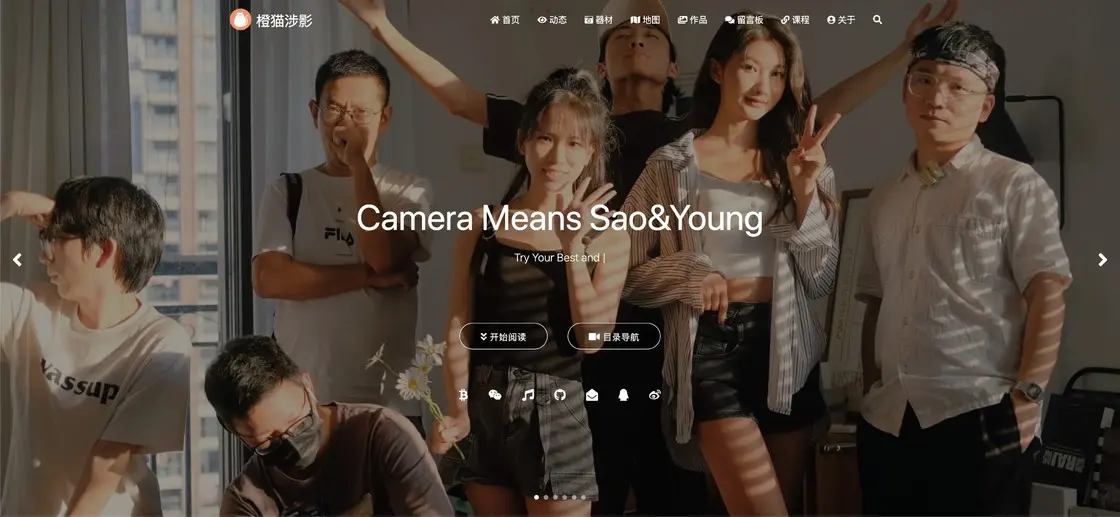 橙猫涉影
首页 动态 器材 地图 作品 留言板 课程 关于
Camera Means Sao&Young
Try Your Best and |
开始阅读 目录导航
FILA
wassup